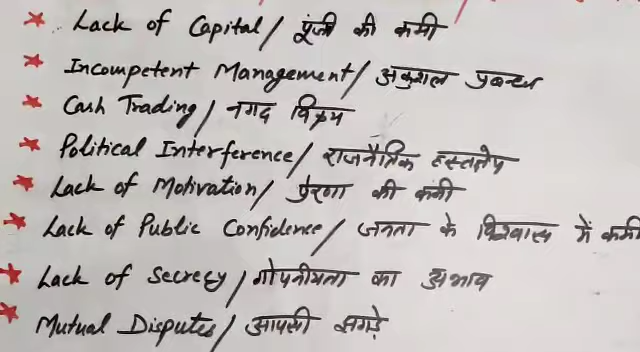 Lack of Capital / पूंजी की कमी
Incompetent Management / अकुशल प्रबन्ध
Cash Trading / नगद विक्रय
Political Interference / राजनैतिक हस्तक्षेप
Lack of Motivation / प्रेरणा की कमी
Lack of Public Confidence / जनता के विश्वास में कमी
Lack of Secrecy / गोपनीयता का अभाव
Mutual Disputes / आपसी झगड़े